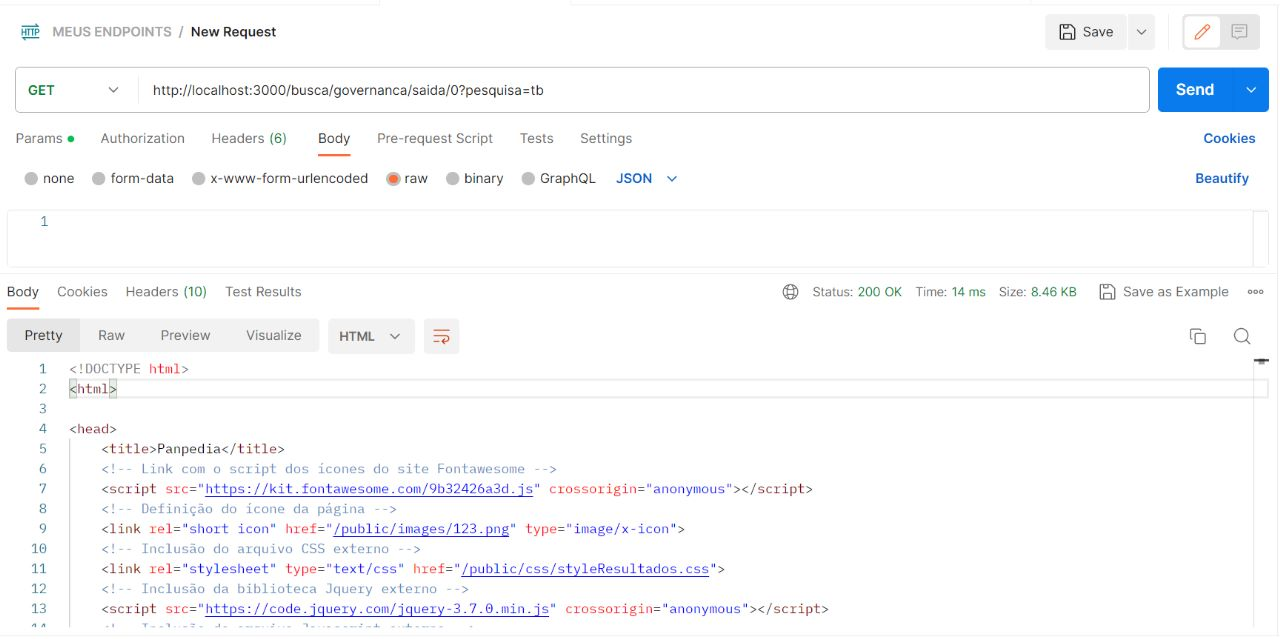 HTTP MEUS ENDPOINTS / New Request Save
GET http://localhost:3000/busca/governanca/saida/0?pesquisa=tb Send
Params Authorization Headers (6) Body Pre-request Script Tests Settings Cookies
none form-data x-www-form-urlencoded raw binary GraphQL JSON Beautify
1
Body Cookies Headers (10) Test Results Status: 200 OK Time: 14 ms Size: 8.46 KB Save as Example
Pretty Raw Preview Visualize HTML
1 <!DOCTYPE html>
2 <html>
3
4 <head>
5 <title>Panpedia</title>
6 <!-- Link com o script dos ícones do site Fontawesome -->
7 <script src="https://kit.fontawesome.com/9b32426a3d.js" crossorigin="anonymous"></script>
8 <!-- Definição do ícone da página -->
9 <link rel="short icon" href="/public/images/123.png" type="image/x-icon">
10 <!-- Inclusão do arquivo CSS externo -->
11 <link rel="stylesheet" type="text/css" href="/public/css/styleResultados.css">
12 <!-- Inclusão da biblioteca Jquery externo -->
13 <script src="https://code.jquery.com/jquery-3.7.0.min.js" crossorigin="anonymous"></script>